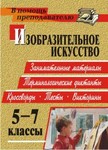 В помощь
преподавателю
Изобразительное
искусство
Занимательные материалы
Терминологические диктанты
Кроссворды • Тесты • Викторины
5–7
классы